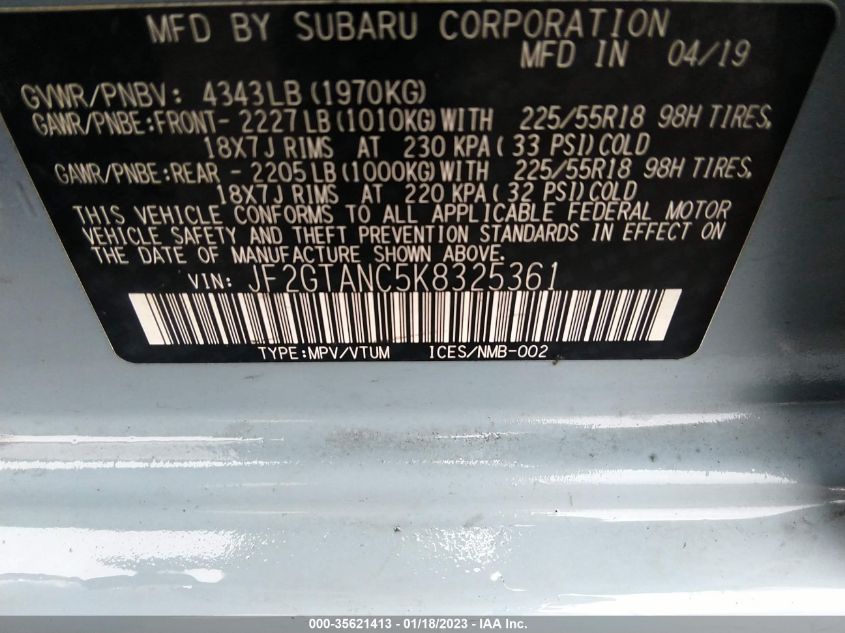 MFD BY SUBARU CORPORATION
MFD IN 04/19
GVWR/PNBV: 4343LB (1970KG)
GAWR/PNBE:FRONT- 2227 LB (1010KG) WITH 225/55R18 98H TIRES,
18X7J RIMS AT 230 KPA ( 33 PSI) COLD
GAWR/PNBE:REAR - 2205 LB (1000KG) WITH 225/55R18 98H TIRES,
18X7J RIMS AT 220 KPA ( 32 PSI) COLD
THIS VEHICLE CONFORMS TO ALL APPLICABLE FEDERAL MOTOR
VEHICLE SAFETY AND THEFT PREVENTION STANDARDS IN EFFECT ON
THE DATE OF MANUFACTURE SHOWN ABOVE.
VIN: JF2GTANC5K8325361
TYPE:MPV/VTUM ICES/NMB-002
000-35621413 - 01/18/2023 - IAA Inc.